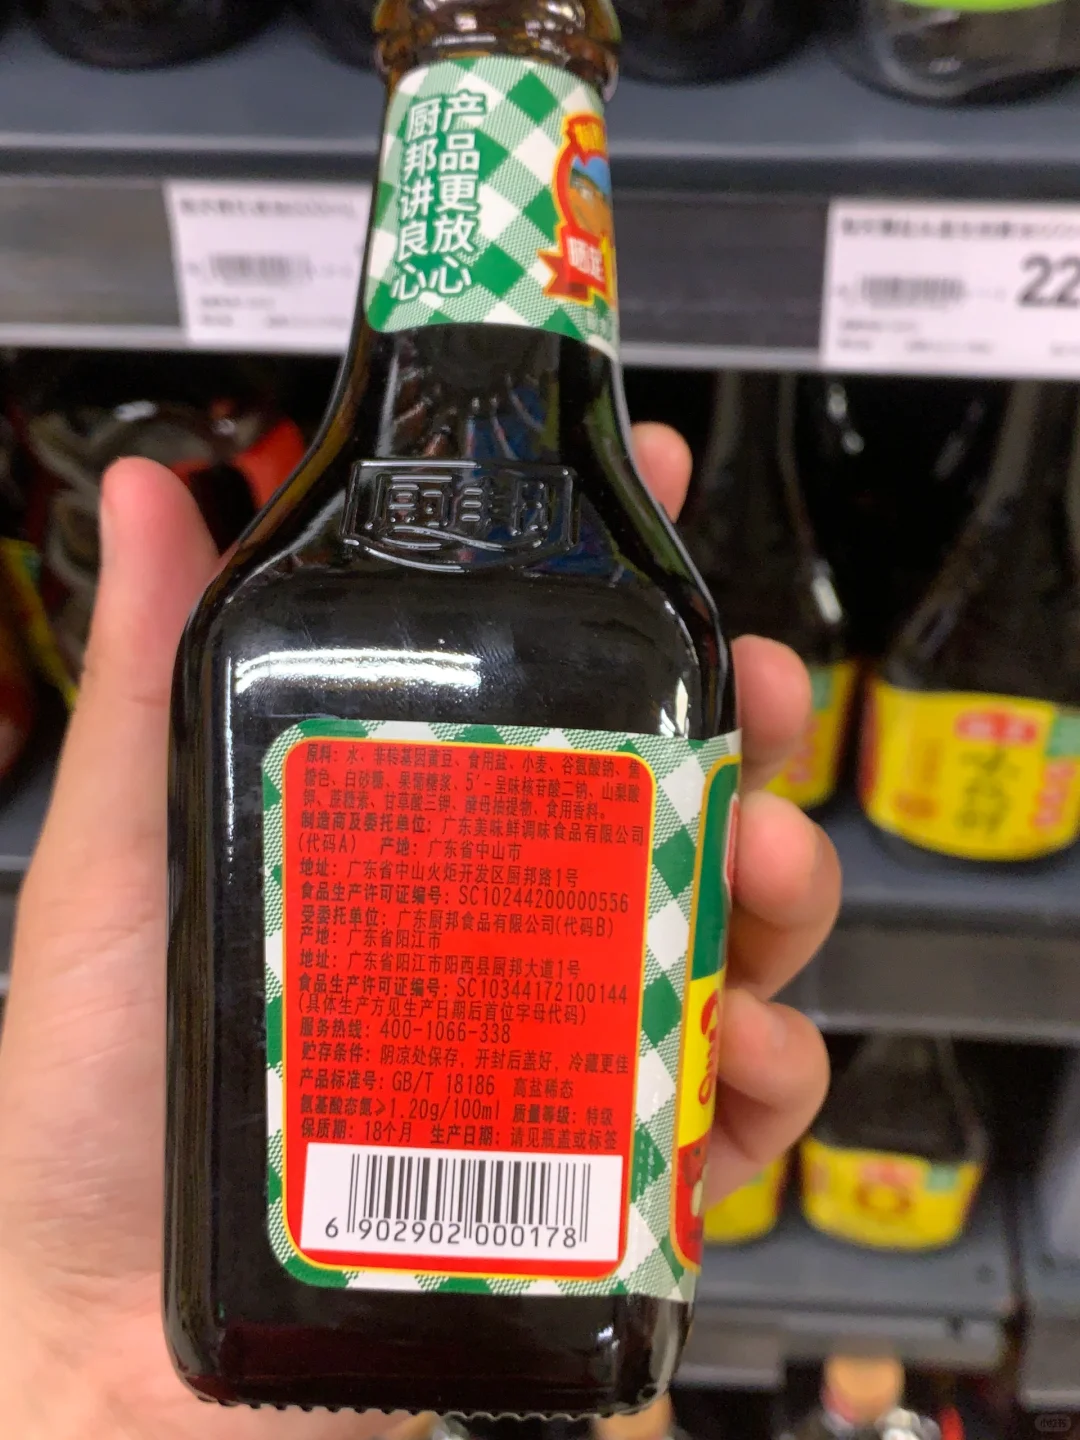 厨邦讲良心
产品更放心
晒足
厨邦
原料：水、非转基因黄豆、食用盐、小麦、谷氨酸钠、焦
糖色、白砂糖、果葡糖浆、5'-呈味核苷酸二钠、山梨酸
钾、蔗糖素、甘草酸三钾、酵母抽提物、食用香料。
制造商及委托单位：广东美味鲜调味食品有限公司
(代码A) 产地：广东省中山市
地址：广东省中山火炬开发区厨邦路1号
食品生产许可证编号：SC10244200000556
受委托单位：广东厨邦食品有限公司(代码B)
产地：广东省阳江市
地址：广东省阳江市阳西县厨邦大道1号
食品生产许可证编号：SC10344172100144
(具体生产方见生产日期后首位字母代码)
服务热线：400-1066-338
贮存条件：阴凉处保存，开封后盖好，冷藏更佳
产品标准号：GB/T 18186 高盐稀态
氨基酸态氮≥1.20g/100ml 质量等级：特级
保质期：18个月 生产日期：请见瓶盖或标签
6 902902 000178
22
小红书